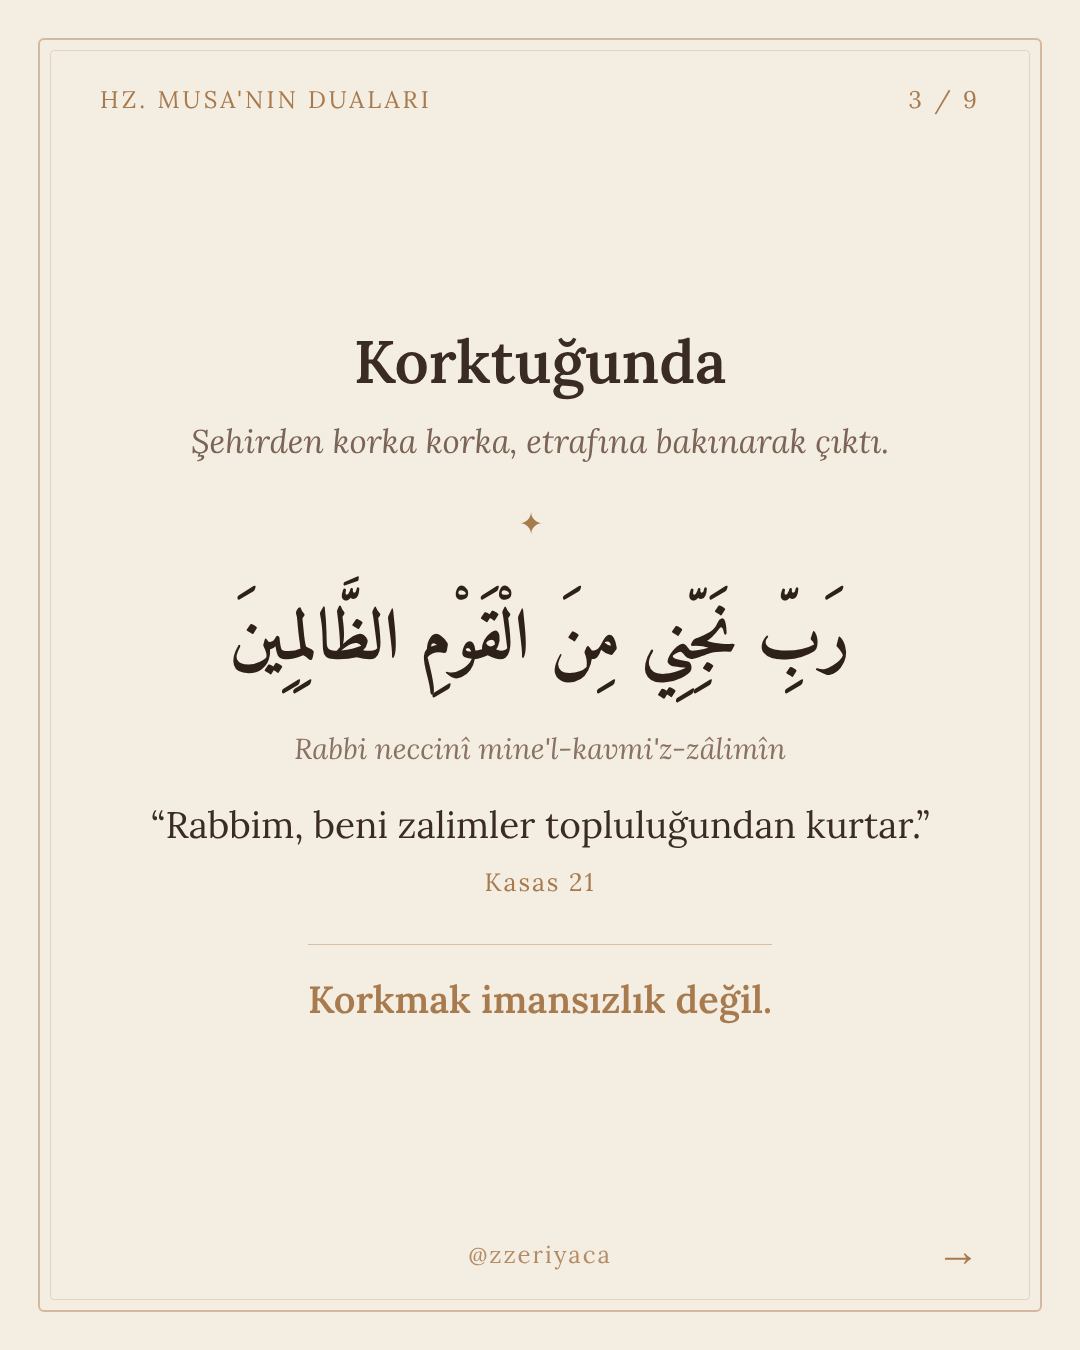 HZ. MUSA'NIN DUALARI
3 / 9
Korktuğunda
Şehirden korka korka, etrafına bakınarak çıktı.
رَبِّ نَجِّنِي مِنَ الْقَوْمِ الظَّالِمِينَ
Rabbi neccinî mine'l-kavmi'z-zâlimîn
“Rabbim, beni zalimler topluluğundan kurtar.”
Kasas 21
Korkmak imansızlık değil.
@zzeriyaca
→